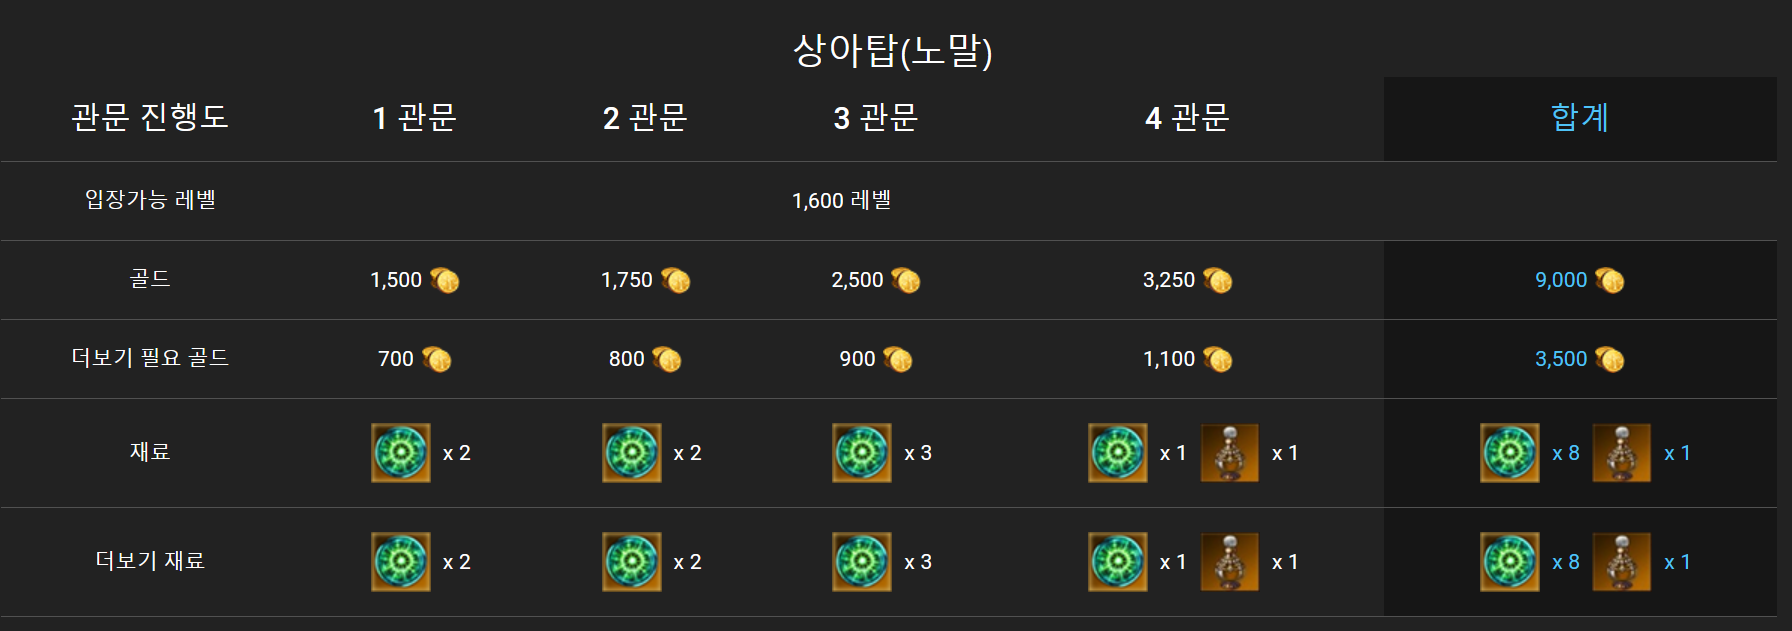 상아탑(노말)
관문 진행도 1 관문 2 관문 3 관문 4 관문 합계
입장가능 레벨 1,600 레벨
골드 1,500 1,750 2,500 3,250 9,000
더보기 필요 골드 700 800 900 1,100 3,500
재료 x 2 x 2 x 3 x 1 x 1 x 8 x 1
더보기 재료 x 2 x 2 x 3 x 1 x 1 x 8 x 1